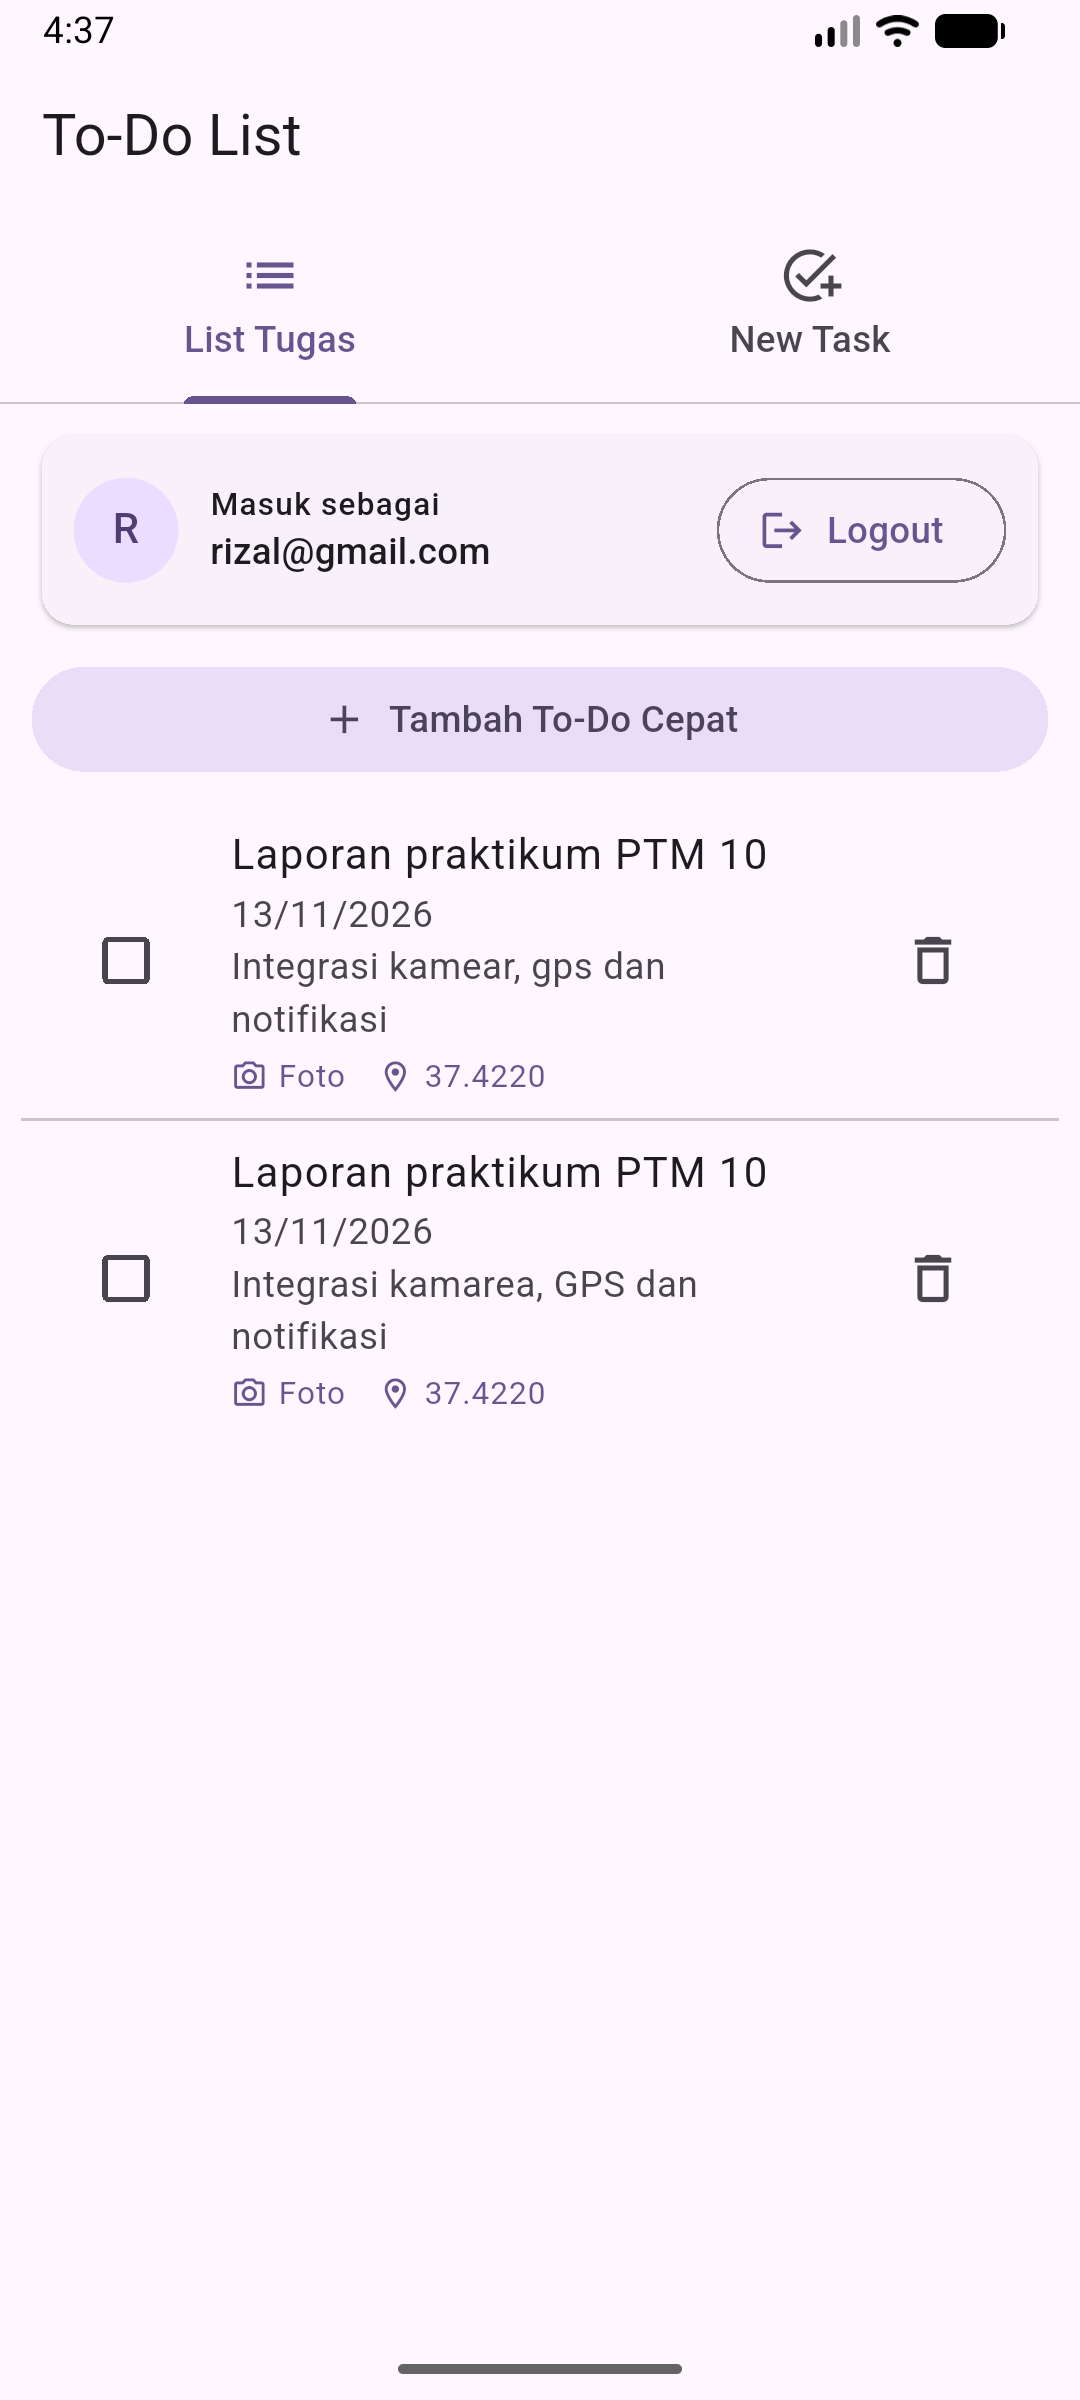 4:37
To-Do List
List Tugas
New Task
R
Masuk sebagai
rizal@gmail.com
Logout
Tambah To-Do Cepat
Laporan praktikum PTM 10
13/11/2026
Integrasi kamear, gps dan
notifikasi
Foto 37.4220
Laporan praktikum PTM 10
13/11/2026
Integrasi kamarea, GPS dan
notifikasi
Foto 37.4220